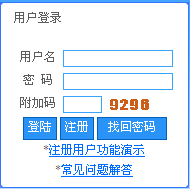 用户登录
用户名
密 码
附加码 9296
登陆 注册 找回密码
*注册用户功能演示
*常见问题解答